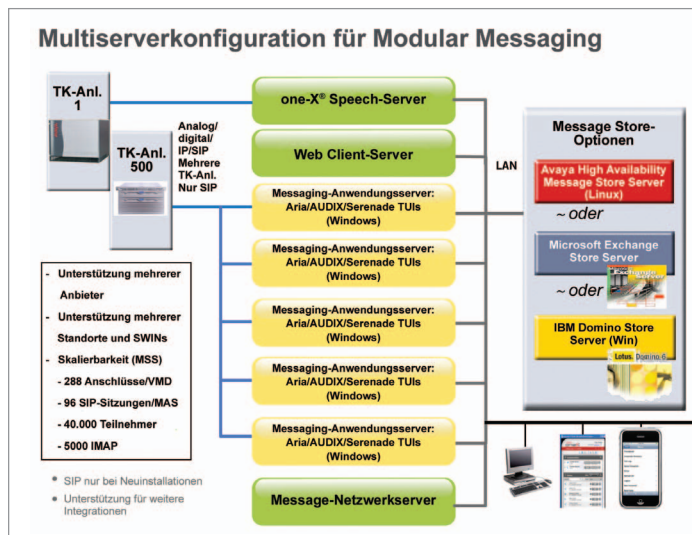 Multiserverkonfiguration für Modular Messaging
TK-Anl.
1
TK-Anl.
500
Analog/
digital/
IP/SIP
Mehrere
TK-Anl.
Nur SIP
one-X® Speech-Server
Web Client-Server
Messaging-Anwendungsserver:
Aria/AUDIX/Serenade TUIs
(Windows)
Messaging-Anwendungsserver:
Aria/AUDIX/Serenade TUIs
(Windows)
Messaging-Anwendungsserver:
Aria/AUDIX/Serenade TUIs
(Windows)
Messaging-Anwendungsserver:
Aria/AUDIX/Serenade TUIs
(Windows)
Messaging-Anwendungsserver:
Aria/AUDIX/Serenade TUIs
(Windows)
Message-Netzwerkserver
LAN
Message Store-
Optionen
Avaya High Availability
Message Store Server
(Linux)
~ oder
Microsoft Exchange
Store Server
Exchange
~ oder
IBM Domino Store
Server (Win)
Lotus. Domino 6
- Unterstützung mehrerer
Anbieter
- Unterstützung mehrerer
Standorte und SWINs
- Skalierbarkeit (MSS)
- 288 Anschlüsse/VMD
- 96 SIP-Sitzungen/MAS
- 40.000 Teilnehmer
- 5000 IMAP
• SIP nur bei Neuinstallationen
• Unterstützung für weitere
Integrationen